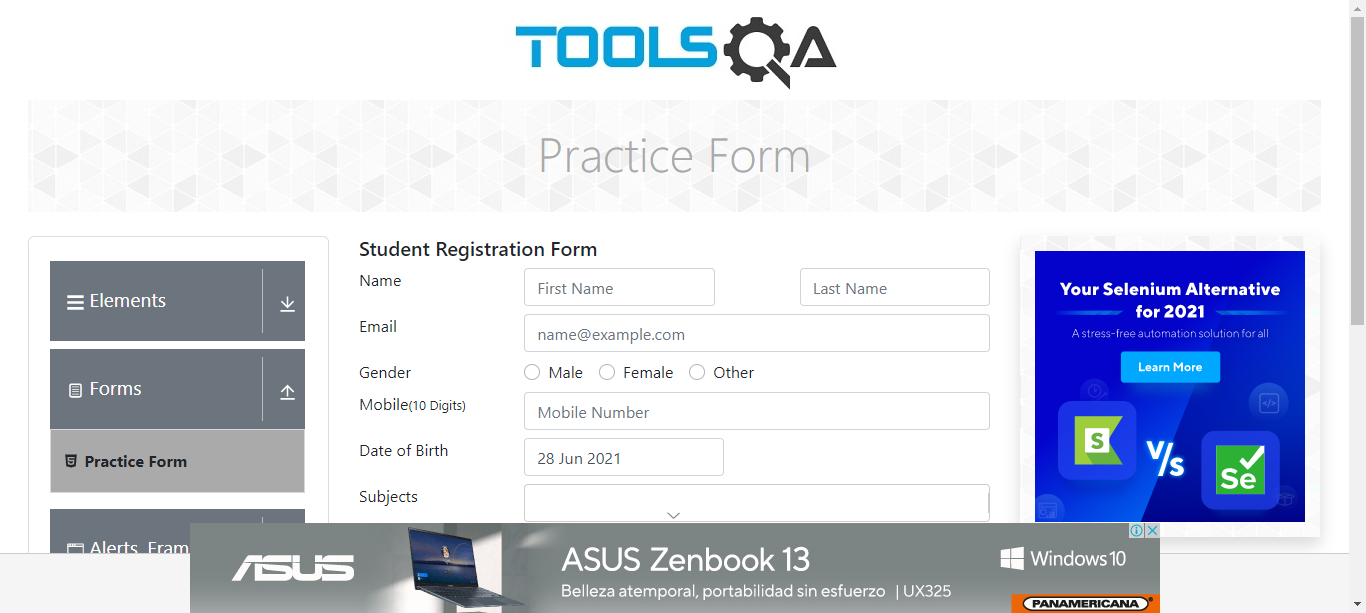 TOOLSQA
Practice Form
Elements
Forms
Practice Form
Student Registration Form
Name
First Name
Last Name
Email
name@example.com
Gender
Male
Female
Other
Mobile(10 Digits)
Mobile Number
Date of Birth
28 Jun 2021
Subjects
Your Selenium Alternative
for 2021
A stress-free automation solution for all
Learn More
S
V/s
Se
Alerts, Fram
ASUS
ASUS Zenbook 13
Belleza atemporal, portabilidad sin esfuerzo | UX325
Windows 10
PANAMERICANA